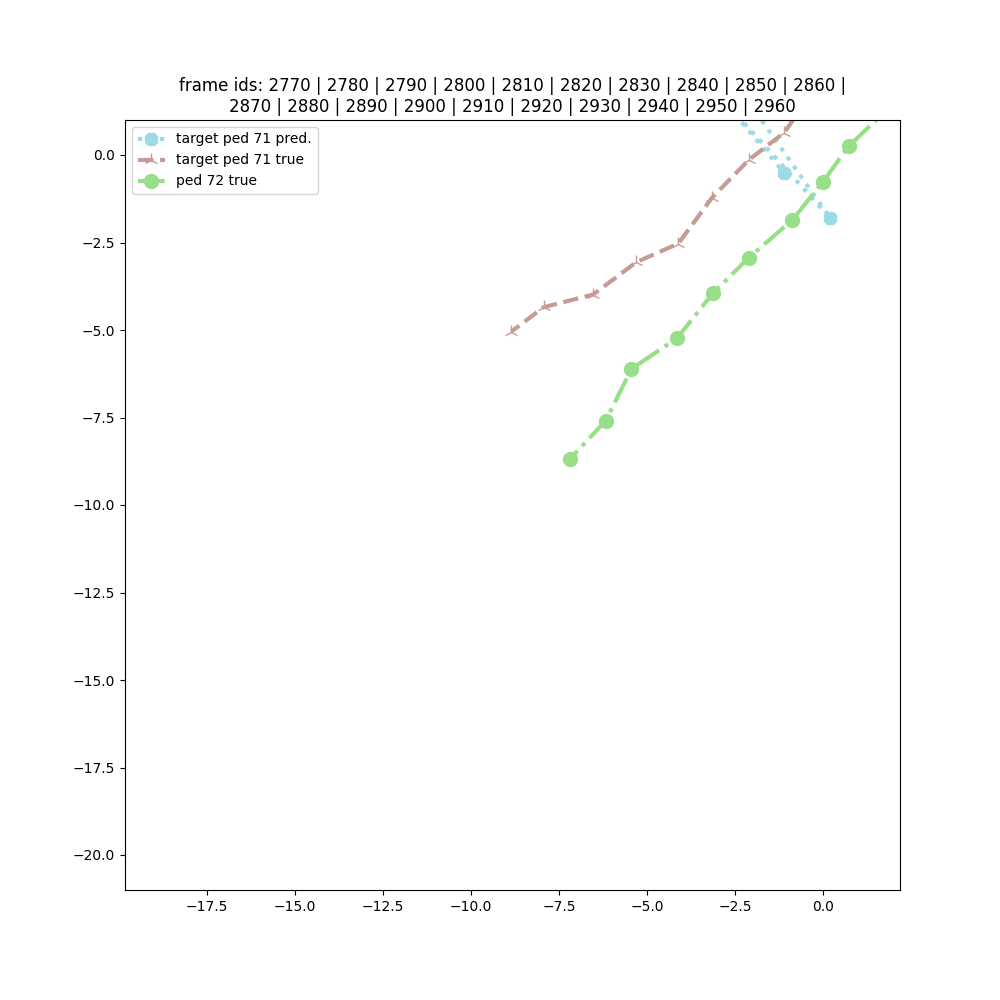 frame ids: 2770 | 2780 | 2790 | 2800 | 2810 | 2820 | 2830 | 2840 | 2850 | 2860 |
2870 | 2880 | 2890 | 2900 | 2910 | 2920 | 2930 | 2940 | 2950 | 2960
target ped 71 pred.
target ped 71 true
ped 72 true
0.0
−2.5
−5.0
−7.5
−10.0
−12.5
−15.0
−17.5
−20.0
−17.5 −15.0 −12.5 −10.0 −7.5 −5.0 −2.5 0.0